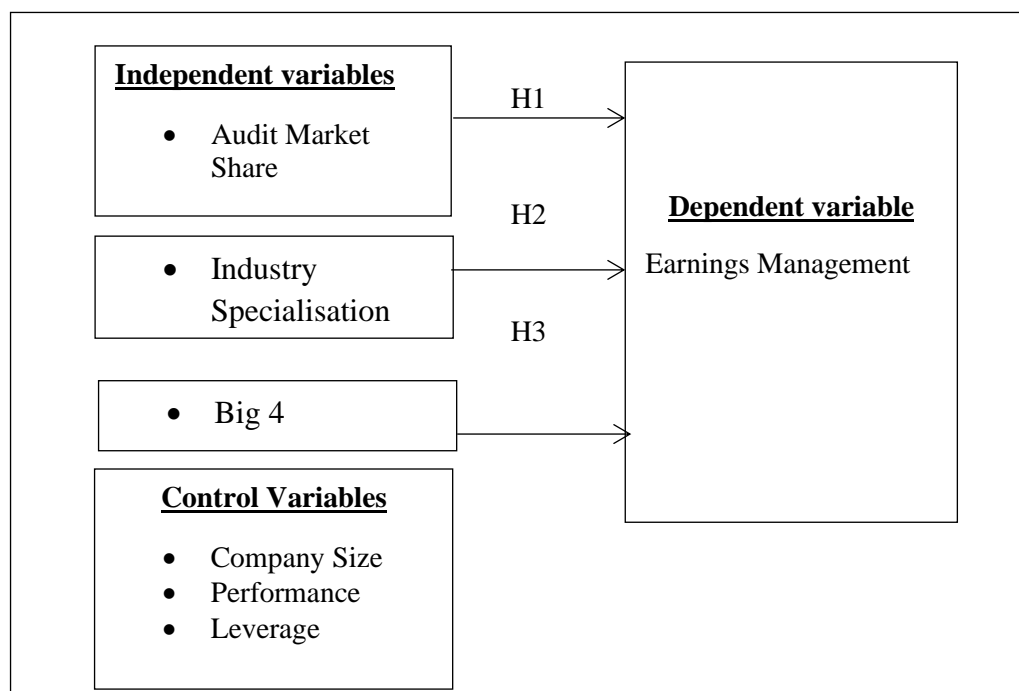 Independent variables
• Audit Market
Share
H1
H2
• Industry
Specialisation
H3
• Big 4
Control Variables
• Company Size
• Performance
• Leverage
Dependent variable
Earnings Management